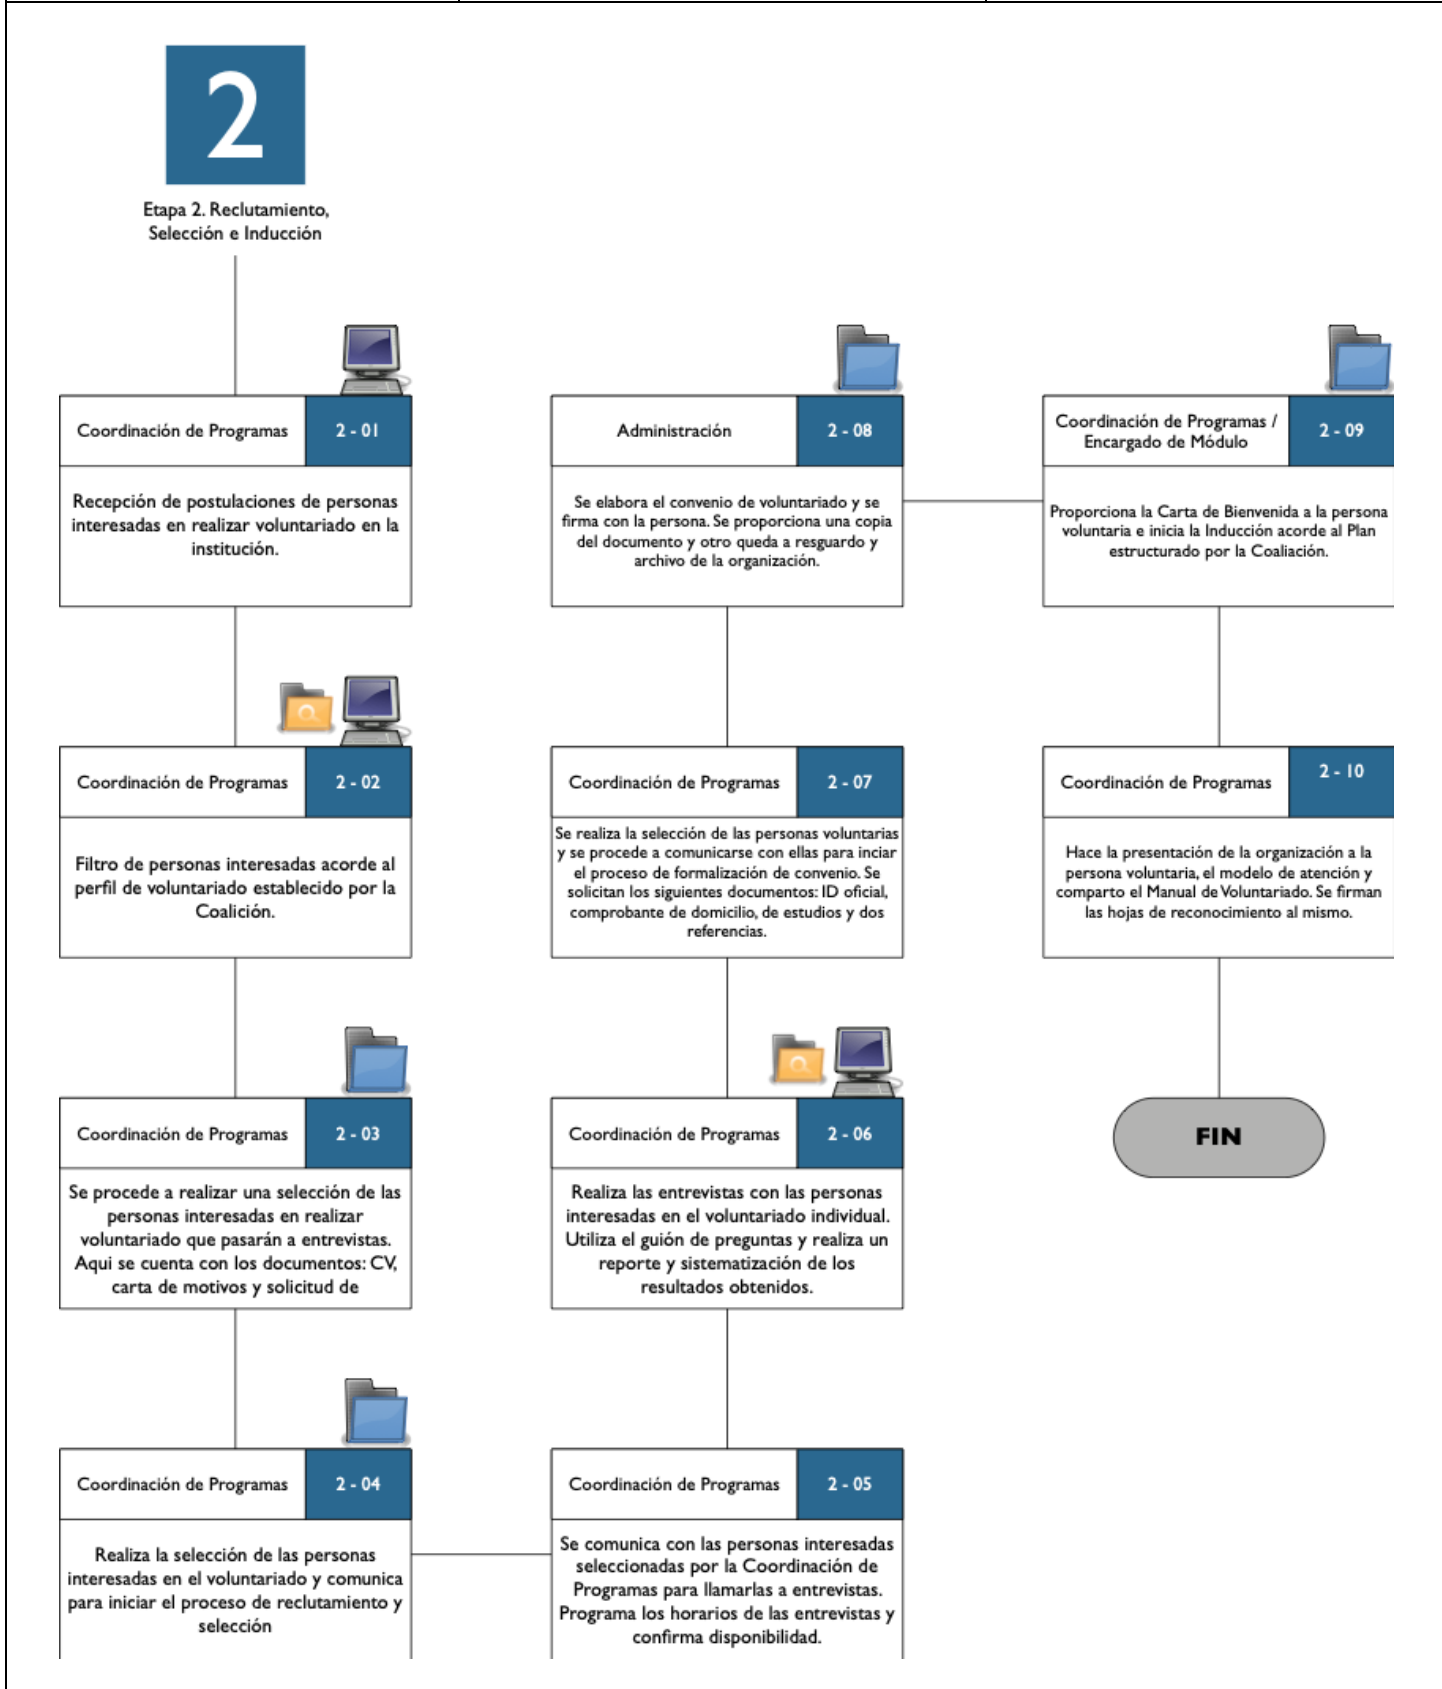 2
Etapa 2. Reclutamiento,
Selección e Inducción
Coordinación de Programas
2 - 01
Recepción de postulaciones de personas
interesadas en realizar voluntariado en la
institución.
Coordinación de Programas
2 - 02
Filtro de personas interesadas acorde al
perfil de voluntariado establecido por la
Coalición.
Coordinación de Programas
2 - 03
Se procede a realizar una selección de las
personas interesadas en realizar
voluntariado que pasarán a entrevistas.
Aqui se cuenta con los documentos: CV,
carta de motivos y solicitud de
Coordinación de Programas
2 - 04
Realiza la selección de las personas
interesadas en el voluntariado y comunica
para iniciar el proceso de reclutamiento y
selección
Coordinación de Programas
2 - 05
Se comunica con las personas interesadas
seleccionadas por la Coordinación de
Programas para llamarlas a entrevistas.
Programa los horarios de las entrevistas y
confirma disponibilidad.
Coordinación de Programas
2 - 06
Realiza las entrevistas con las personas
interesadas en el voluntariado individual.
Utiliza el guión de preguntas y realiza un
reporte y sistematización de los
resultados obtenidos.
Coordinación de Programas
2 - 07
Se realiza la selección de las personas voluntarias
y se procede a comunicarse con ellas para inciar
el proceso de formalización de convenio. Se
solicitan los siguientes documentos: ID oficial,
comprobante de domicilio, de estudios y dos
referencias.
Administración
2 - 08
Se elabora el convenio de voluntariado y se
firma con la persona. Se proporciona una copia
del documento y otro queda a resguardo y
archivo de la organización.
Coordinación de Programas /
Encargado de Módulo
2 - 09
Proporciona la Carta de Bienvenida a la persona
voluntaria e inicia la Inducción acorde al Plan
estructurado por la Coaliación.
Coordinación de Programas
2 - 10
Hace la presentación de la organización a la
persona voluntaria, el modelo de atención y
comparto el Manual de Voluntariado. Se firman
las hojas de reconocimiento al mismo.
FIN